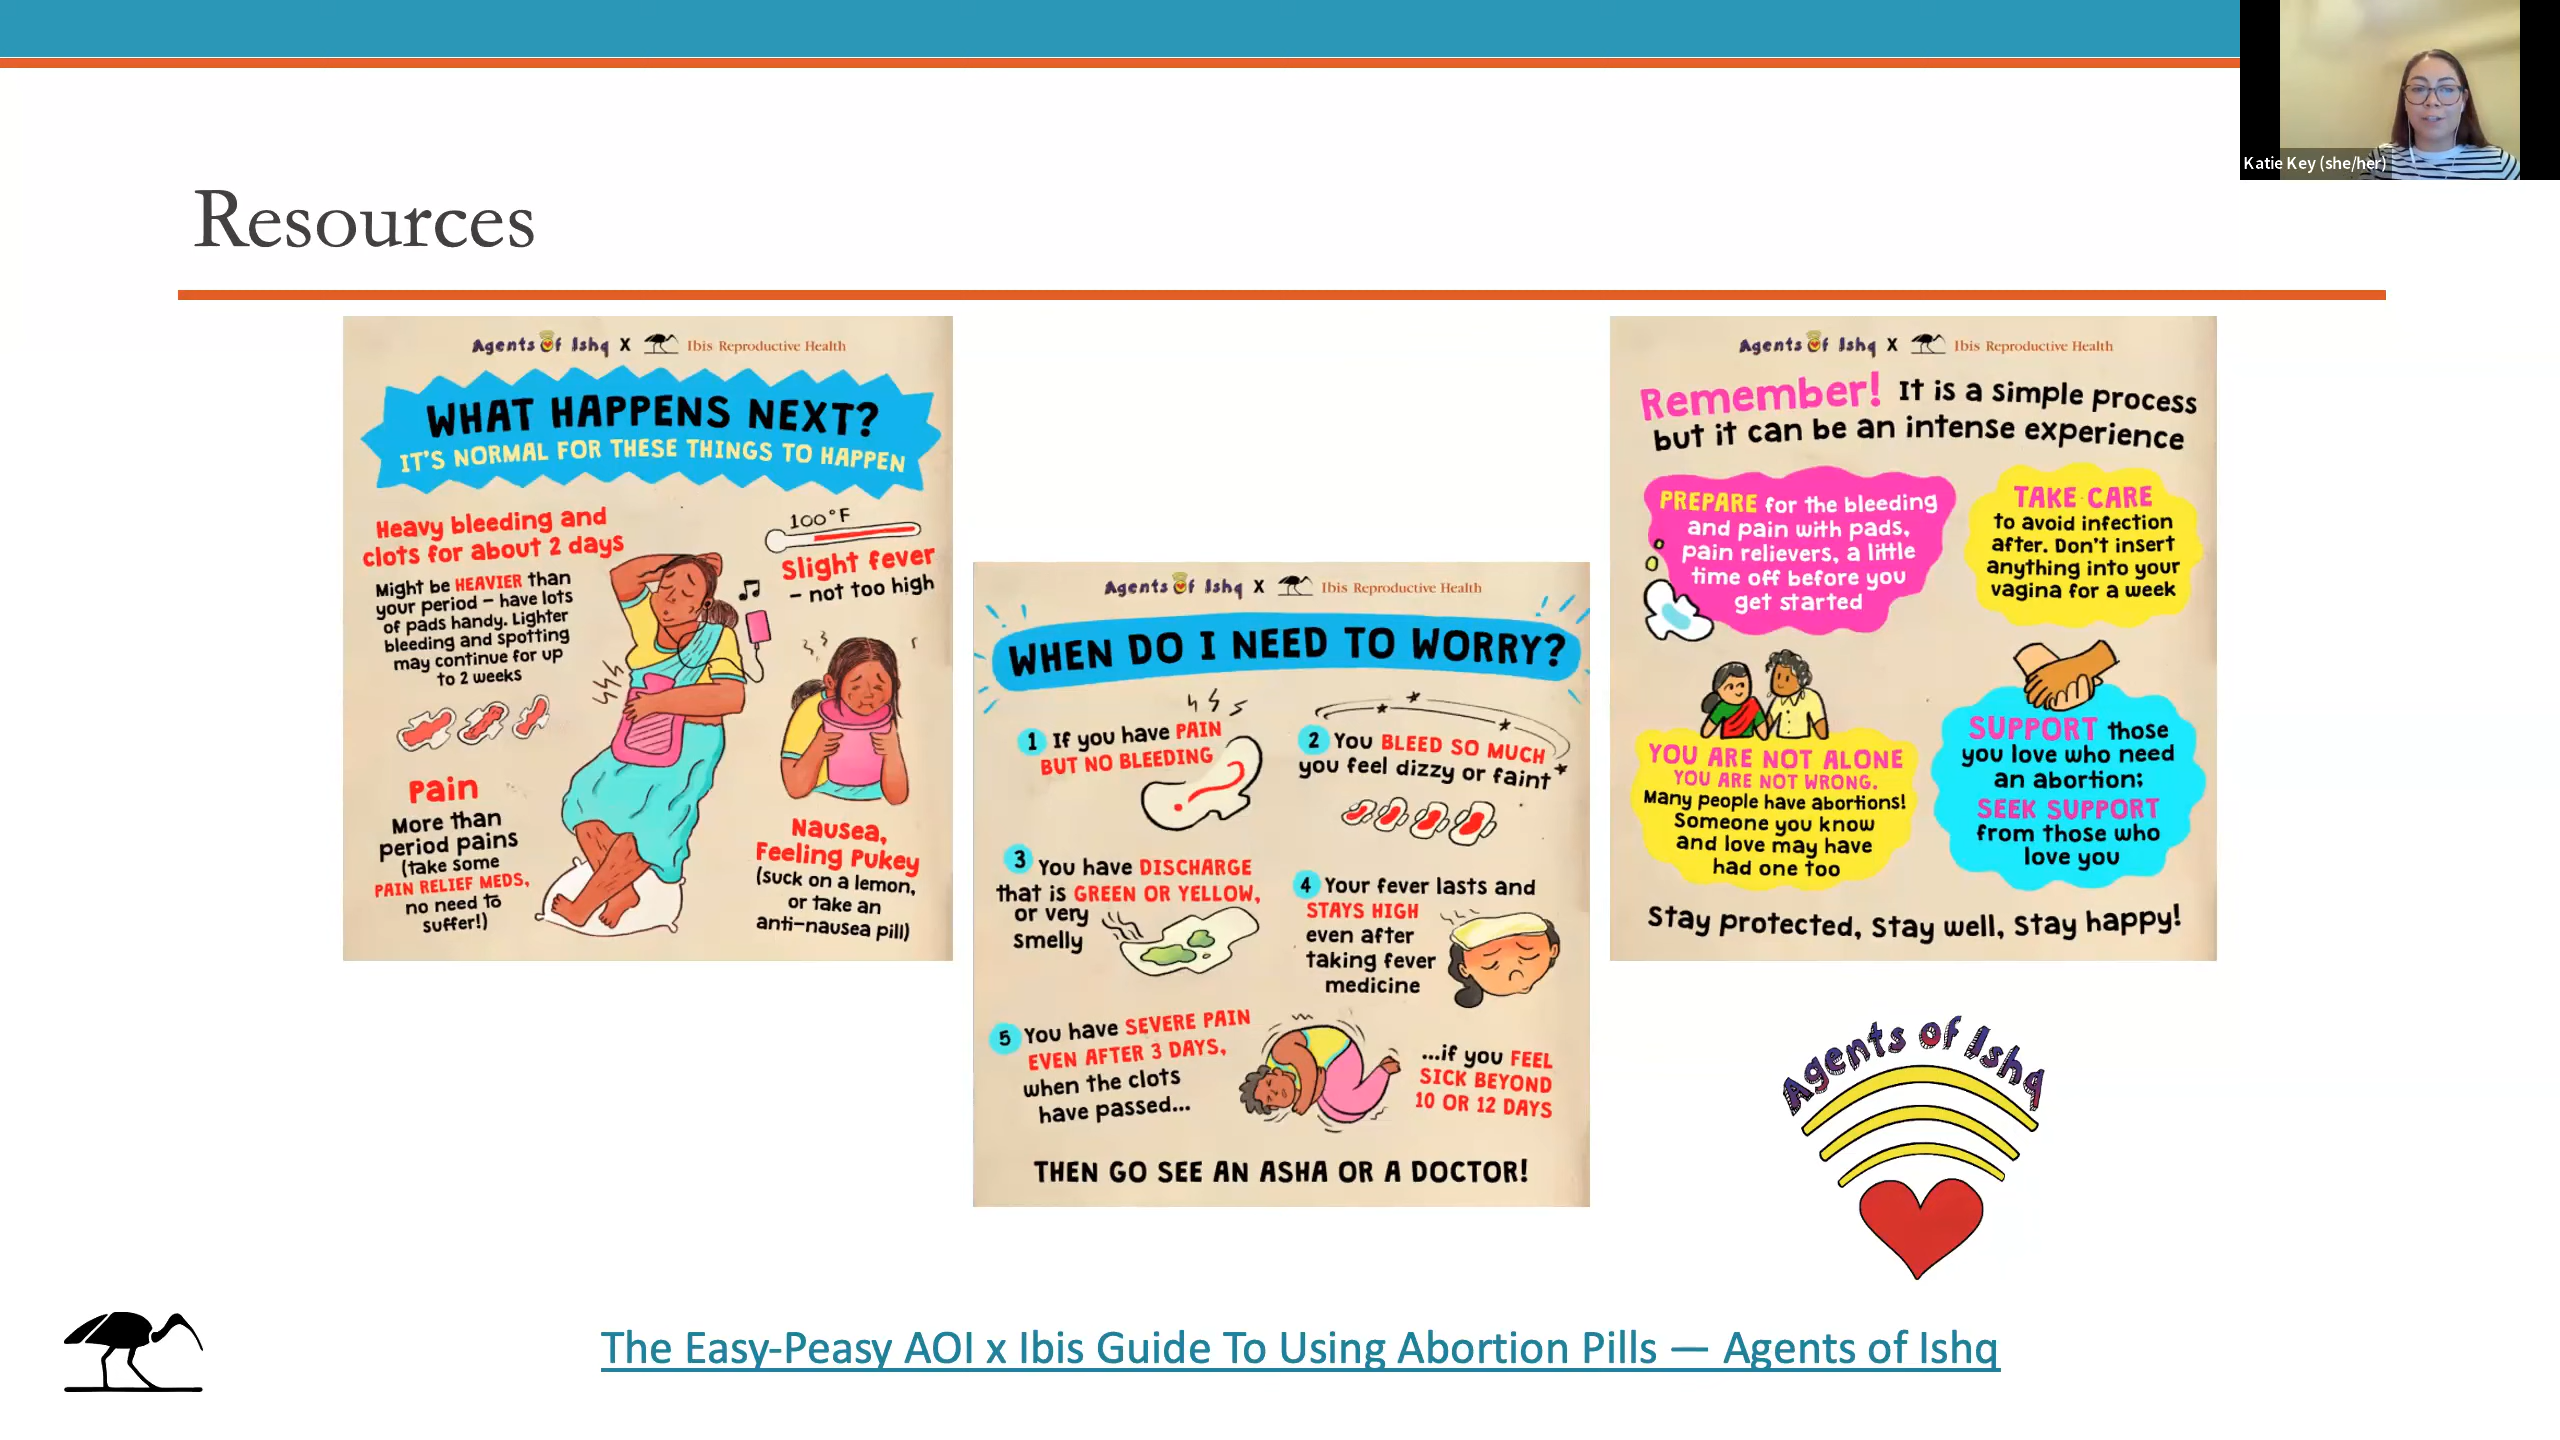 Katie Key (she/her)
Resources
Agents of Ishq X Ibis Reproductive Health
WHAT HAPPENS NEXT?
IT'S NORMAL FOR THESE THINGS TO HAPPEN
Heavy bleeding and
clots for about 2 days
Might be HEAVIER than
your period – have lots
of pads handy. Lighter
bleeding and spotting
may continue for up
to 2 weeks
100°F
Slight fever
– not too high
Pain
More than
period pains
(take some
PAIN RELIEF MEDS,
no need to
suffer!)
Nausea,
Feeling Pukey
(suck on a lemon,
or take an
anti-nausea pill)
Agents of Ishq X Ibis Reproductive Health
WHEN DO I NEED TO WORRY?
1 If you have PAIN
BUT NO BLEEDING
2 You BLEED SO MUCH
you feel dizzy or faint
3 You have DISCHARGE
that is GREEN OR YELLOW,
or very
smelly
4 Your fever lasts and
STAYS HIGH
even after
taking fever
medicine
5 You have SEVERE PAIN
EVEN AFTER 3 DAYS,
when the clots
have passed...
...if you FEEL
SICK BEYOND
10 OR 12 DAYS
THEN GO SEE AN ASHA OR A DOCTOR!
Agents of Ishq X Ibis Reproductive Health
Remember! It is a simple process
but it can be an intense experience
PREPARE for the bleeding
and pain with pads,
pain relievers, a little
time off before you
get started
TAKE CARE
to avoid infection
after. Don't insert
anything into your
vagina for a week
YOU ARE NOT ALONE
YOU ARE NOT WRONG.
Many people have abortions!
Someone you know
and love may have
had one too
SUPPORT those
you love who need
an abortion;
SEEK SUPPORT
from those who
love you
Stay protected, Stay well, Stay happy!
Agents of Ishq
The Easy-Peasy AOI x Ibis Guide To Using Abortion Pills — Agents of Ishq